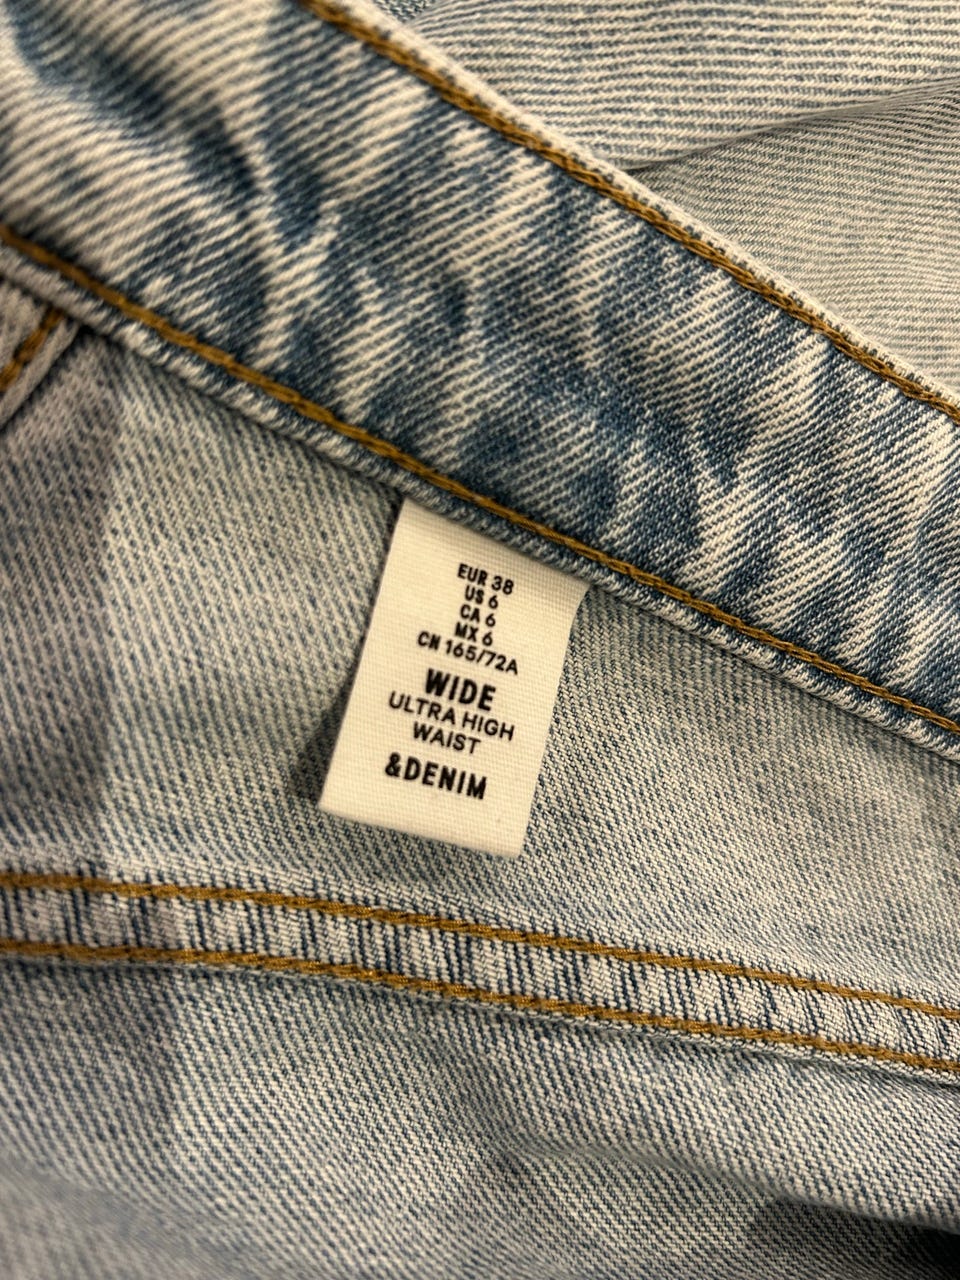 EUR 38
US 6
CA 6
MX 6
CN 165/72A
WIDE
ULTRA HIGH
WAIST
&DENIM